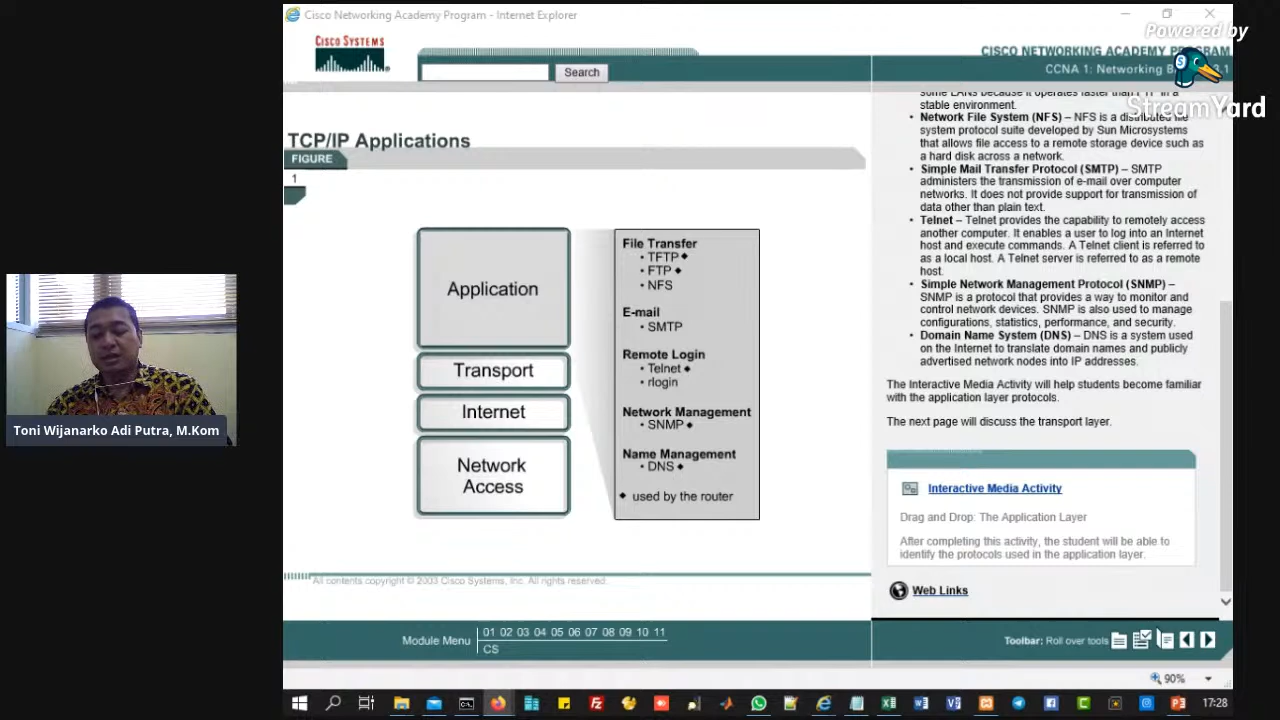 Cisco Networking Academy Program - Internet Explorer
Powered by
StreamYard
CISCO SYSTEMS
Search
CISCO NETWORKING ACADEMY PROGRAM
CCNA 1: Networking
3.1
TCP/IP Applications
FIGURE
1
Application
Transport
Internet
Network
Access
File Transfer
• TFTP ◆
• FTP ◆
• NFS
E-mail
• SMTP
Remote Login
• Telnet ◆
• rlogin
Network Management
• SNMP ◆
Name Management
• DNS ◆
◆ used by the router
some LANs because it operates faster than FTP in a
stable environment.
• Network File System (NFS) – NFS is a distributed file
system protocol suite developed by Sun Microsystems
that allows file access to a remote storage device such as
a hard disk across a network.
• Simple Mail Transfer Protocol (SMTP) – SMTP
administers the transmission of e-mail over computer
networks. It does not provide support for transmission of
data other than plain text.
• Telnet – Telnet provides the capability to remotely access
another computer. It enables a user to log into an Internet
host and execute commands. A Telnet client is referred to
as a local host. A Telnet server is referred to as a remote
host.
• Simple Network Management Protocol (SNMP) –
SNMP is a protocol that provides a way to monitor and
control network devices. SNMP is also used to manage
configurations, statistics, performance, and security.
• Domain Name System (DNS) – DNS is a system used
on the Internet to translate domain names and publicly
advertised network nodes into IP addresses.
The Interactive Media Activity will help students become familiar
with the application layer protocols.
The next page will discuss the transport layer.
Interactive Media Activity
Drag and Drop: The Application Layer
After completing this activity, the student will be able to
identify the protocols used in the application layer.
Web Links
Toni Wijanarko Adi Putra, M.Kom
All contents copyright © 2003 Cisco Systems, Inc. All rights reserved.
Module Menu
01 02 03 04 05 06 07 08 09 10 11
CS
Toolbar: Roll over tools
90%
17:28